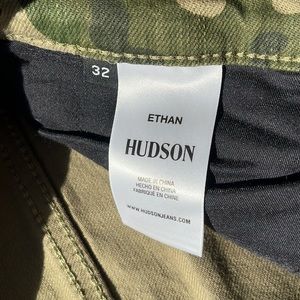 32
ETHAN
HUDSON
MADE IN CHINA
HECHO EN CHINA
FABRIQUÉ EN CHINE
WWW.HUDSONJEANS.COM